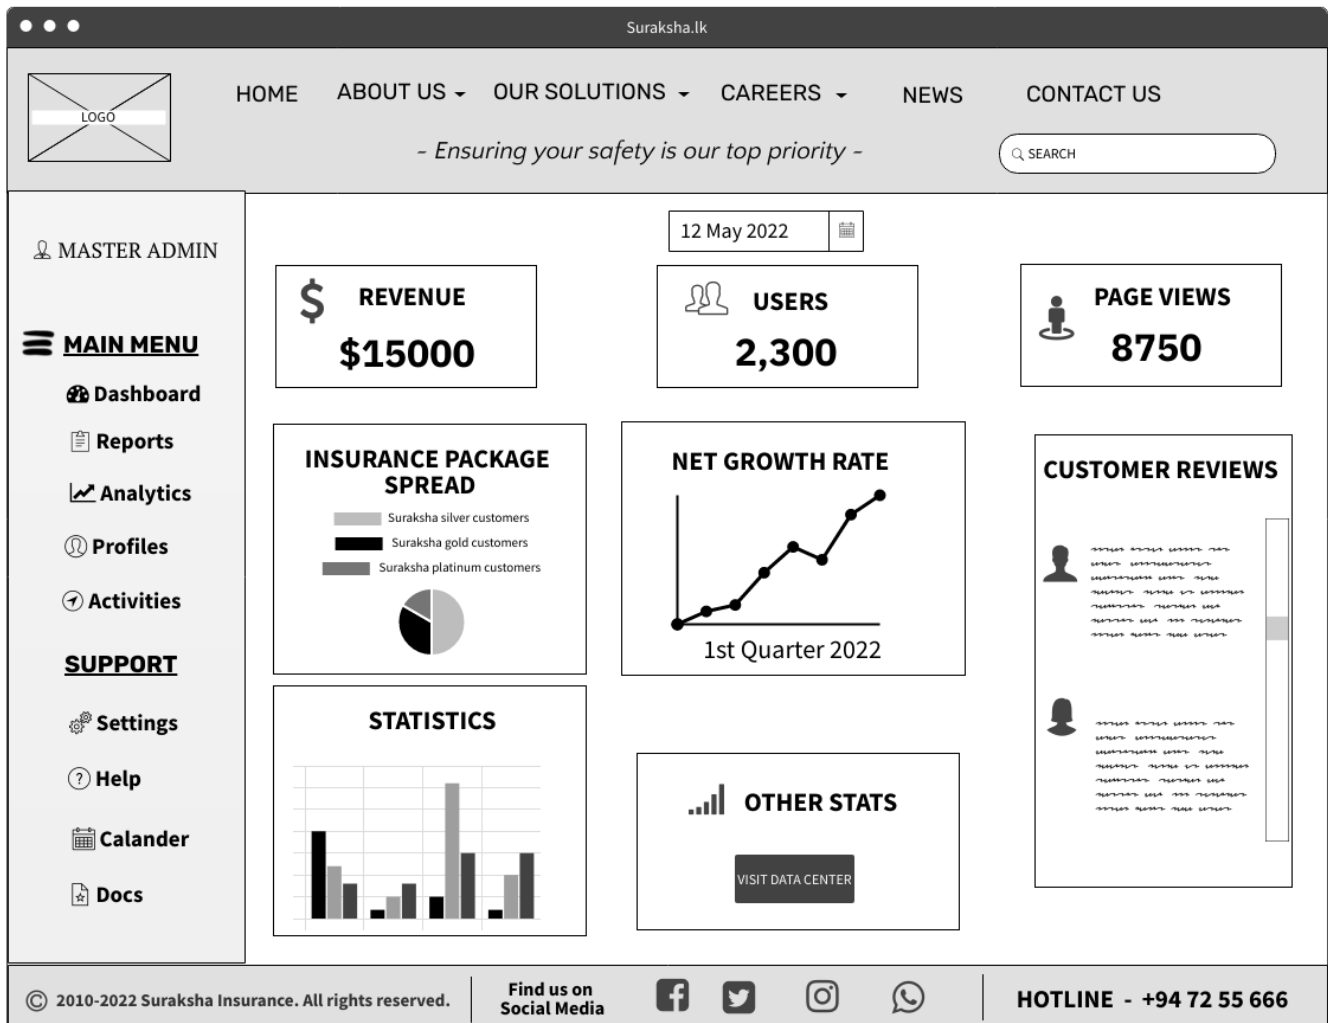 Suraksha.lk
LOGO
HOME
ABOUT US
OUR SOLUTIONS
CAREERS
NEWS
CONTACT US
~ Ensuring your safety is our top priority ~
SEARCH
MASTER ADMIN
MAIN MENU
Dashboard
Reports
Analytics
Profiles
Activities
SUPPORT
Settings
Help
Calander
Docs
12 May 2022
REVENUE
$15000
USERS
2,300
PAGE VIEWS
8750
INSURANCE PACKAGE
SPREAD
Suraksha silver customers
Suraksha gold customers
Suraksha platinum customers
NET GROWTH RATE
1st Quarter 2022
CUSTOMER REVIEWS
STATISTICS
OTHER STATS
VISIT DATA CENTER
© 2010-2022 Suraksha Insurance. All rights reserved.
Find us on
Social Media
HOTLINE - +94 72 55 666